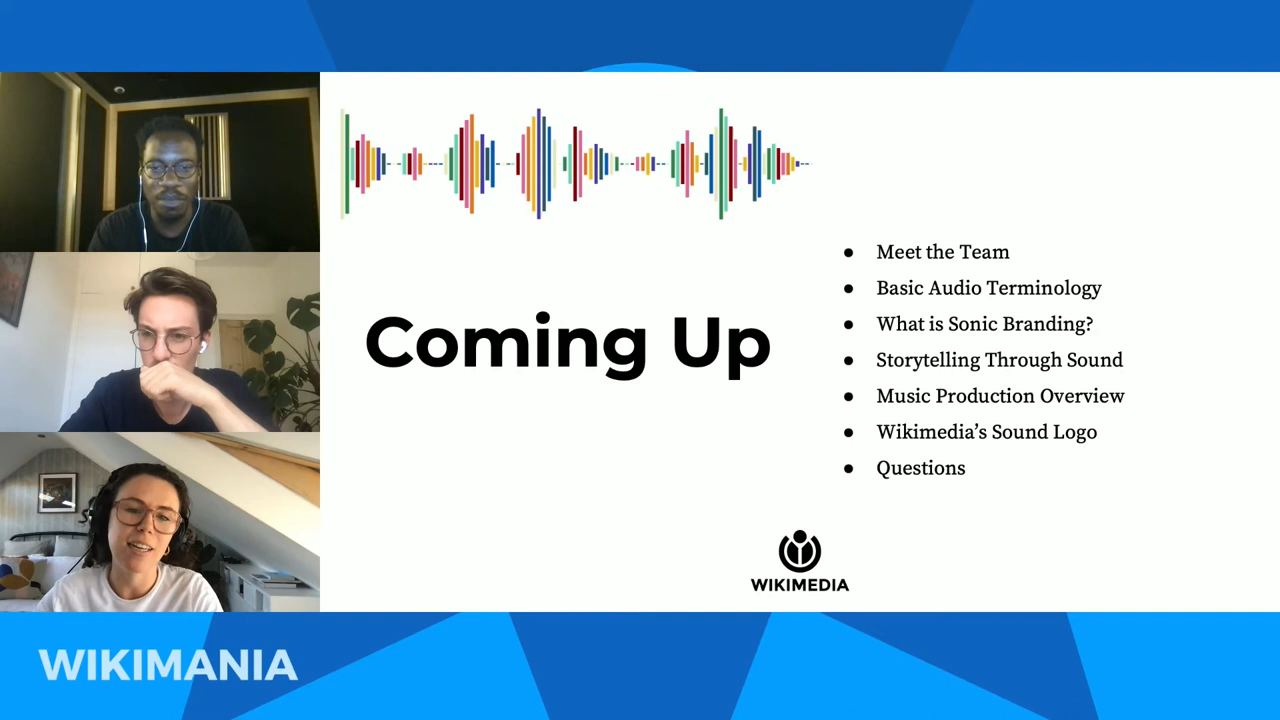 Coming Up
● Meet the Team
● Basic Audio Terminology
● What is Sonic Branding?
● Storytelling Through Sound
● Music Production Overview
● Wikimedia’s Sound Logo
● Questions
WIKIMEDIA
WIKIMANIA